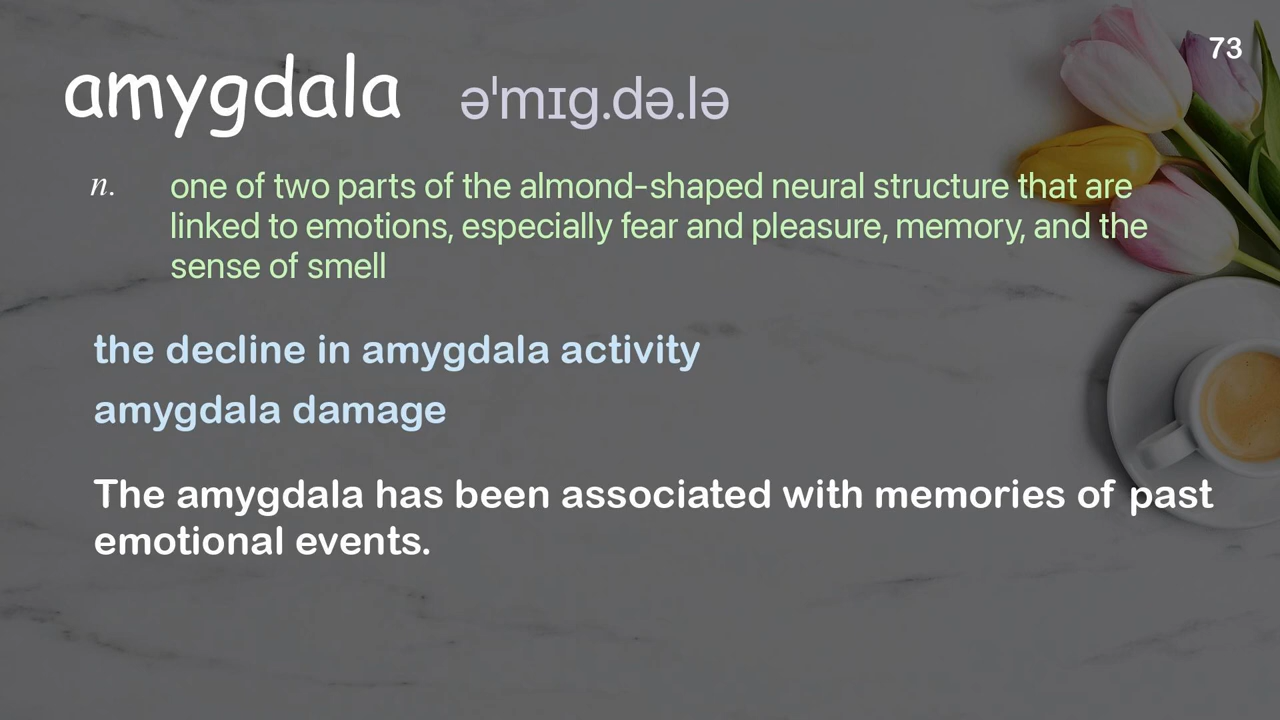 73
amygdala əˈmɪg.də.lə
n. one of two parts of the almond-shaped neural structure that are
linked to emotions, especially fear and pleasure, memory, and the
sense of smell
the decline in amygdala activity
amygdala damage
The amygdala has been associated with memories of past
emotional events.